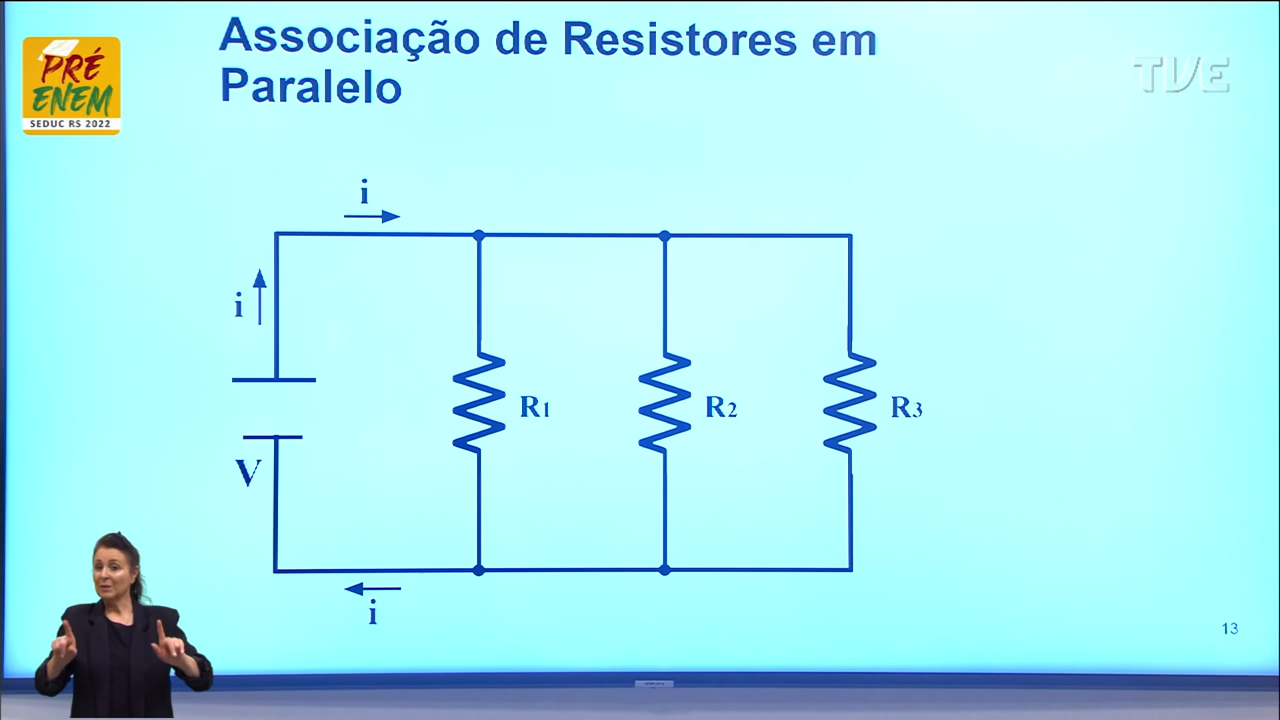 Associação de Resistores em
Paralelo
PRÉ
ENEM
SEDUC RS 2022
TVE
i
i
R1
R2
R3
V
i
13